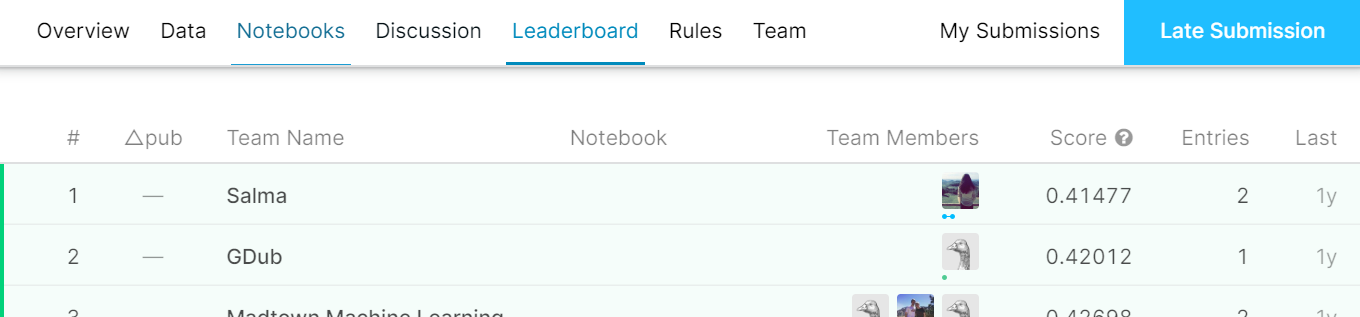 Overview Data Notebooks Discussion Leaderboard Rules Team My Submissions Late Submission
# △pub Team Name Notebook Team Members Score ? Entries Last
1 — Salma 0.41477 2 1y
2 — GDub 0.42012 1 1y
3 Madtown Machine Learning 0.42698 2 1y